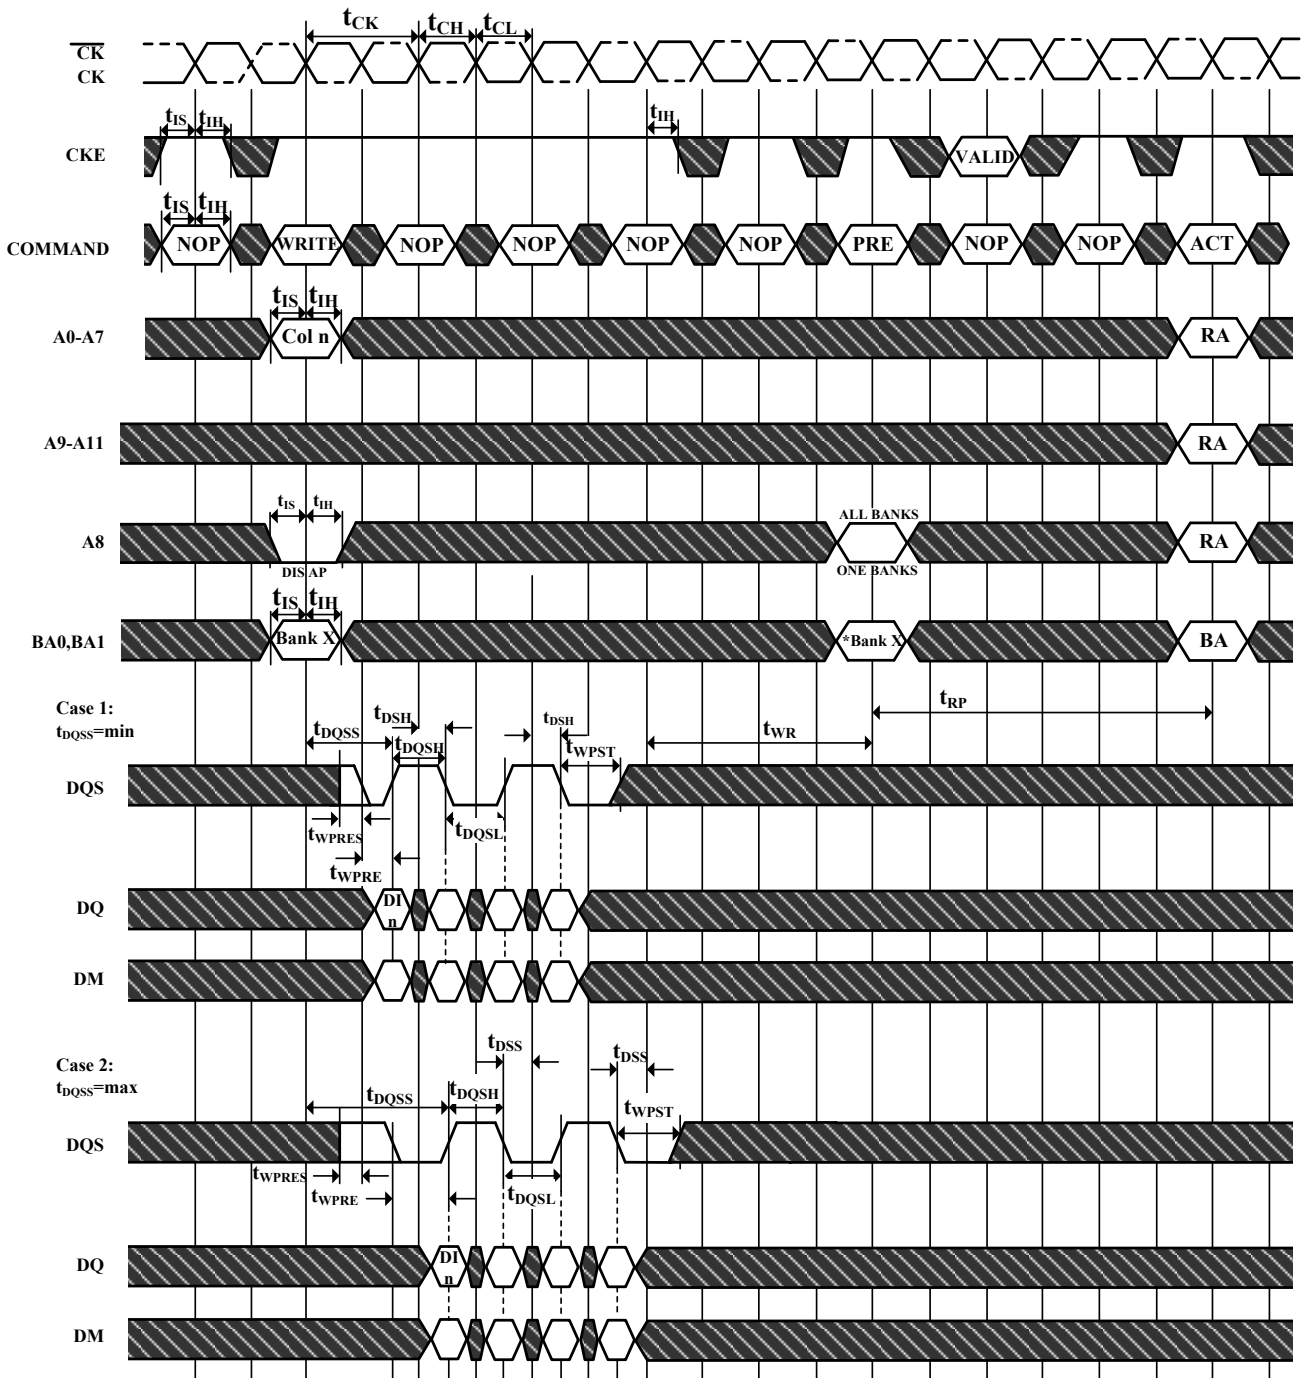 tCK tCH tCL
CK
CK
tIS tIH tIH
CKE VALID
tIS tIH
COMMAND NOP WRITE NOP NOP NOP NOP PRE NOP NOP ACT
tIS tIH
A0-A7 Col n RA
A9-A11 RA
tIS tIH ALL BANKS
A8 RA
DIS AP ONE BANKS
tIS tIH
BA0,BA1 Bank X *Bank X BA
Case 1:
tDQSS=min
tDQSS tDSH tDSH tWR tRP
tDQSH tWPST
DQS
tWPRES tDQSL
tWPRE
DQ DI n
DM
Case 2:
tDQSS=max
tDSS tDSS
tDQSS tDQSH tWPST
DQS
tWPRES tWPRE tDQSL
DQ DI n
DM